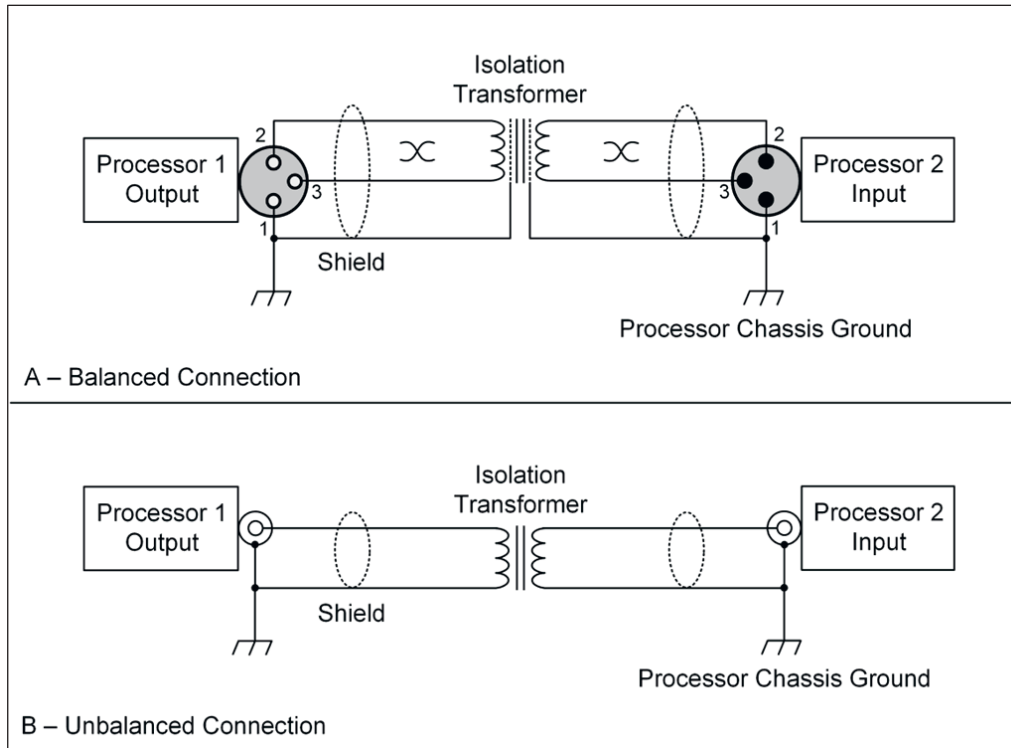 Isolation
Transformer
Processor 1
Output
2
3
1
Shield
2
3
1
Processor 2
Input
Processor Chassis Ground
A – Balanced Connection
Isolation
Transformer
Processor 1
Output
Shield
Processor 2
Input
Processor Chassis Ground
B – Unbalanced Connection